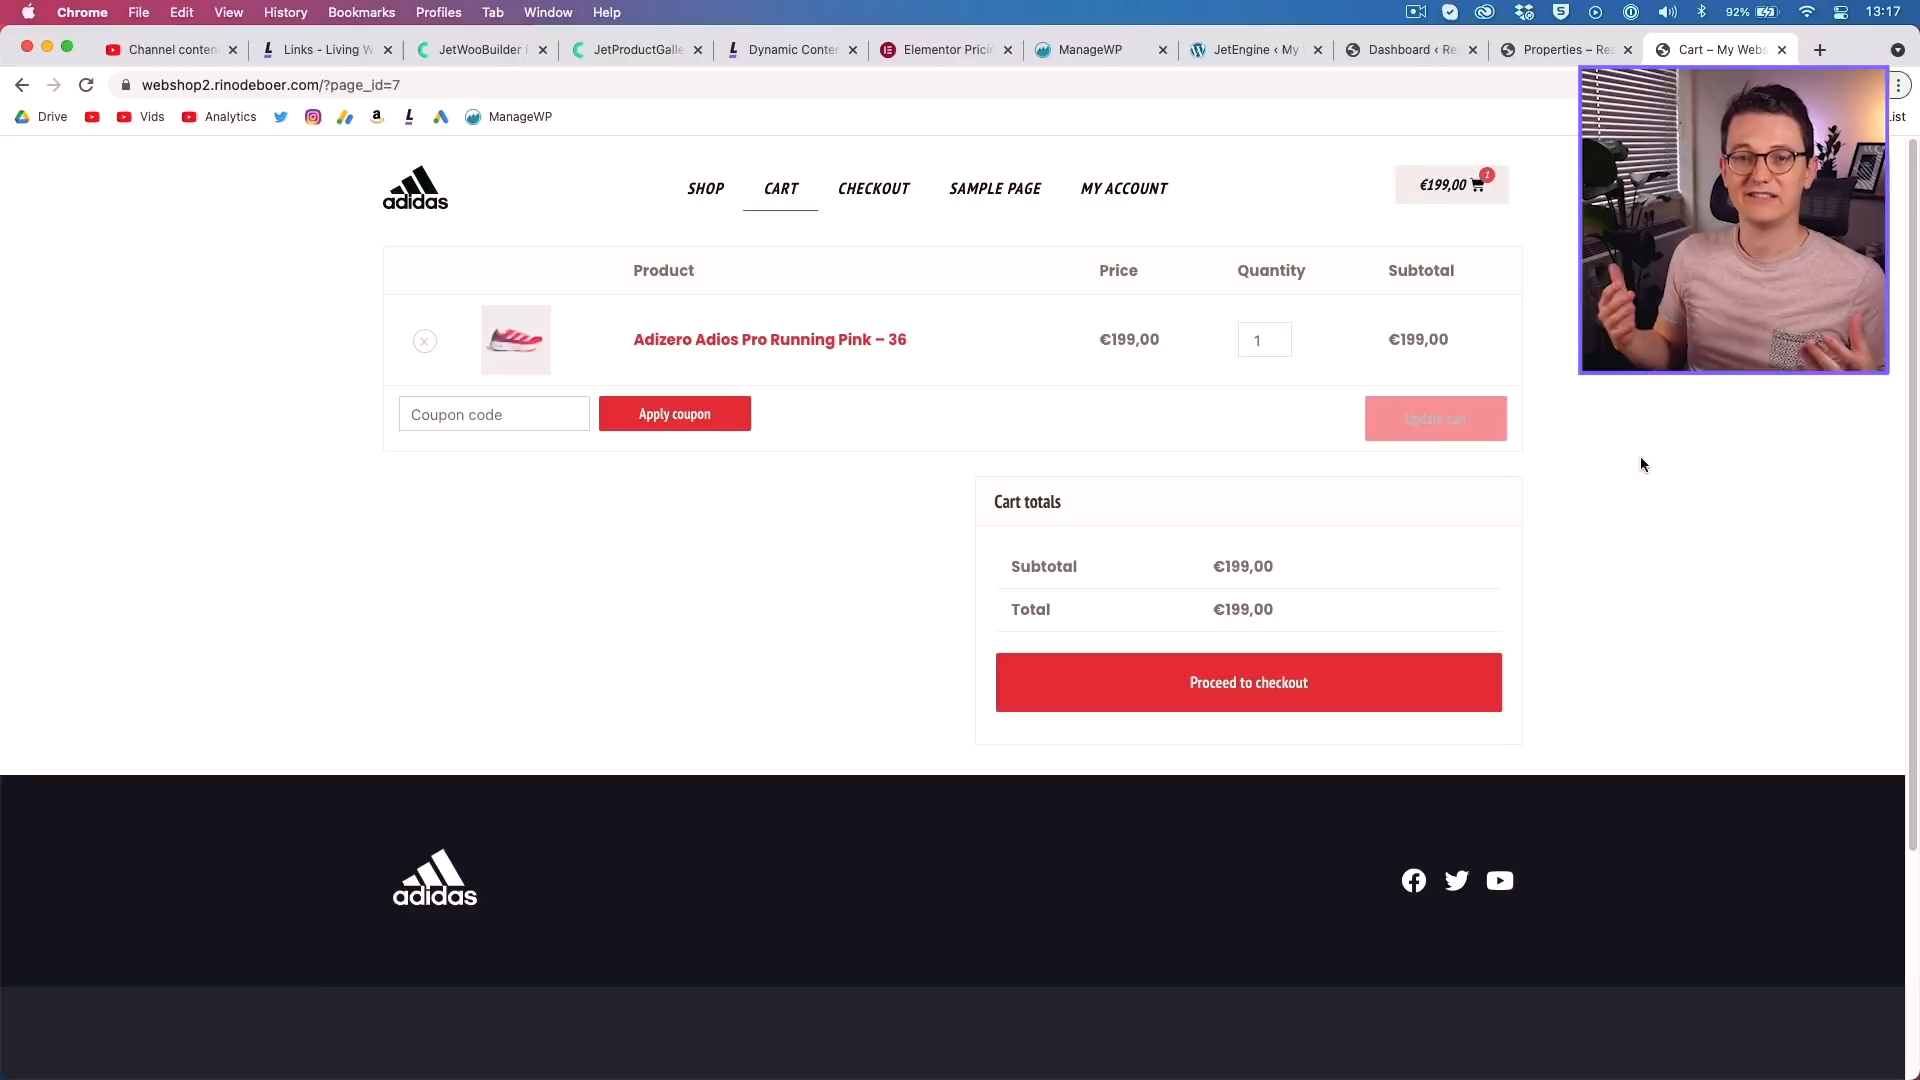 Chrome File Edit View History Bookmarks Profiles Tab Window Help 92% 13:17
Channel conten Links - Living W JetWooBuilder JetProductGalle Dynamic Conten Elementor Pricin ManageWP JetEngine ‹ My Dashboard ‹ Re Properties – Rea Cart – My Webs
webshop2.rinodeboer.com/?page_id=7
Drive Vids Analytics ManageWP
adidas SHOP CART CHECKOUT SAMPLE PAGE MY ACCOUNT €199,00 1
Product Price Quantity Subtotal
Adizero Adios Pro Running Pink – 36 €199,00 1 €199,00
Coupon code Apply coupon Update cart
Cart totals
Subtotal €199,00
Total €199,00
Proceed to checkout
adidas